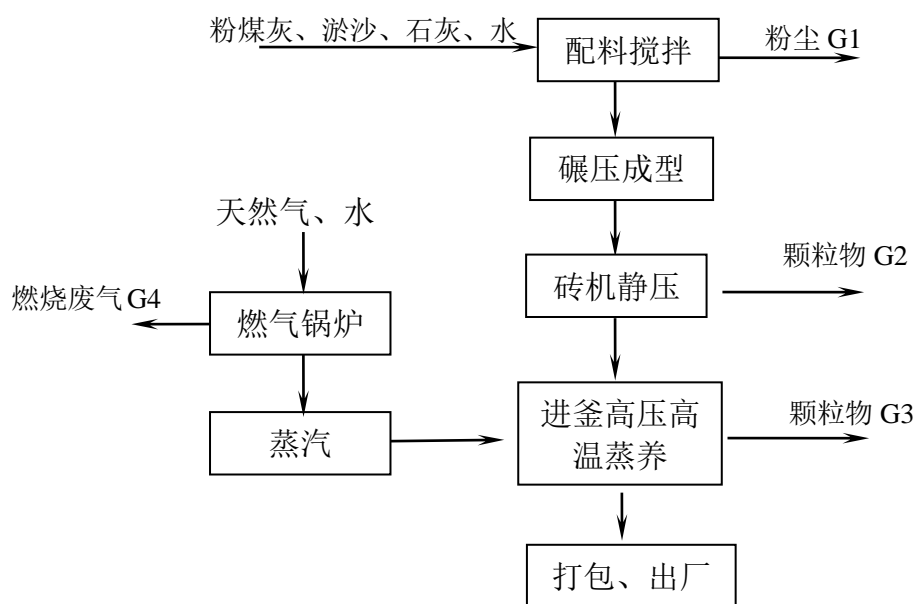 粉煤灰、淤沙、石灰、水
配料搅拌
粉尘 G1
碾压成型
天然气、水
砖机静压
颗粒物 G2
燃烧废气 G4
燃气锅炉
进釜高压高
温蒸养
颗粒物 G3
蒸汽
打包、出厂